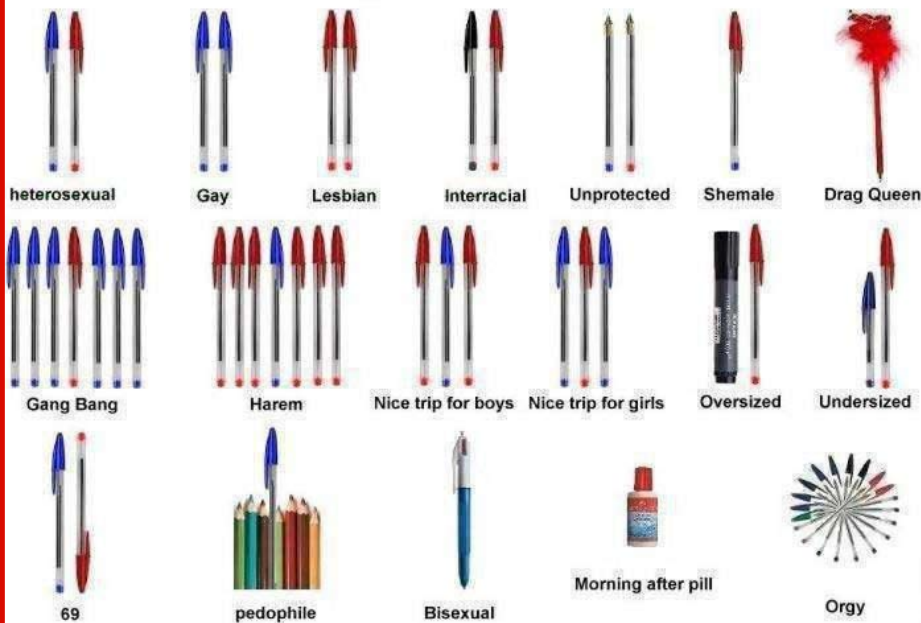 heterosexual
Gay
Lesbian
Interracial
Unprotected
Shemale
Drag Queen
Gang Bang
Harem
Nice trip for boys
Nice trip for girls
Oversized
Undersized
69
pedophile
Bisexual
Morning after pill
Orgy